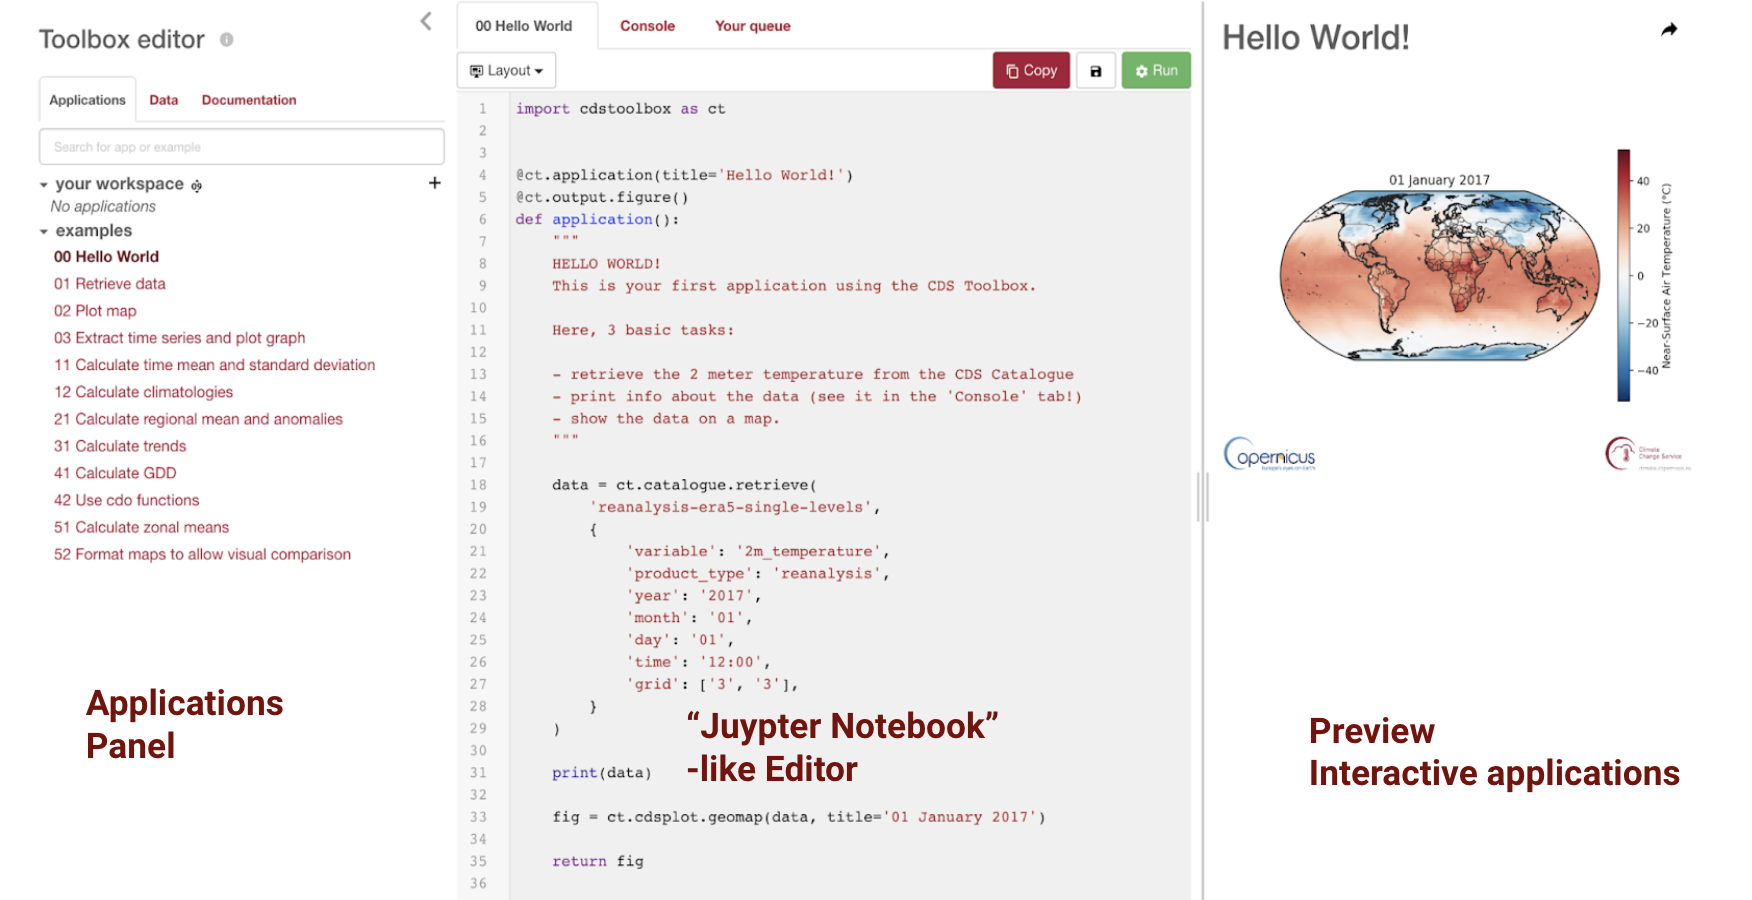 Toolbox editor
Applications Data Documentation
Search for app or example
your workspace
No applications
examples
00 Hello World
01 Retrieve data
02 Plot map
03 Extract time series and plot graph
11 Calculate time mean and standard deviation
12 Calculate climatologies
21 Calculate regional mean and anomalies
31 Calculate trends
41 Calculate GDD
42 Use cdo functions
51 Calculate zonal means
52 Format maps to allow visual comparison
Applications
Panel
00 Hello World Console Your queue
Layout Copy Run
1 import cdstoolbox as ct
2
3
4 @ct.application(title='Hello World!')
5 @ct.output.figure()
6 def application():
7 """
8 HELLO WORLD!
9 This is your first application using the CDS Toolbox.
10
11 Here, 3 basic tasks:
12
13 - retrieve the 2 meter temperature from the CDS Catalogue
14 - print info about the data (see it in the 'Console' tab!)
15 - show the data on a map.
16 """
17
18 data = ct.catalogue.retrieve(
19 'reanalysis-era5-single-levels',
20 {
21 'variable': '2m_temperature',
22 'product_type': 'reanalysis',
23 'year': '2017',
24 'month': '01',
25 'day': '01',
26 'time': '12:00',
27 'grid': ['3', '3'],
28 }
29 )
30
31 print(data)
32
33 fig = ct.cdsplot.geomap(data, title='01 January 2017')
34
35 return fig
36
“Juypter Notebook”
-like Editor
Hello World!
01 January 2017
40
20
0
−20
−40
Near-Surface Air Temperature (°C)
opernicus
Europe's eyes on Earth
Climate
Change Service
climate.copernicus.eu
Preview
Interactive applications